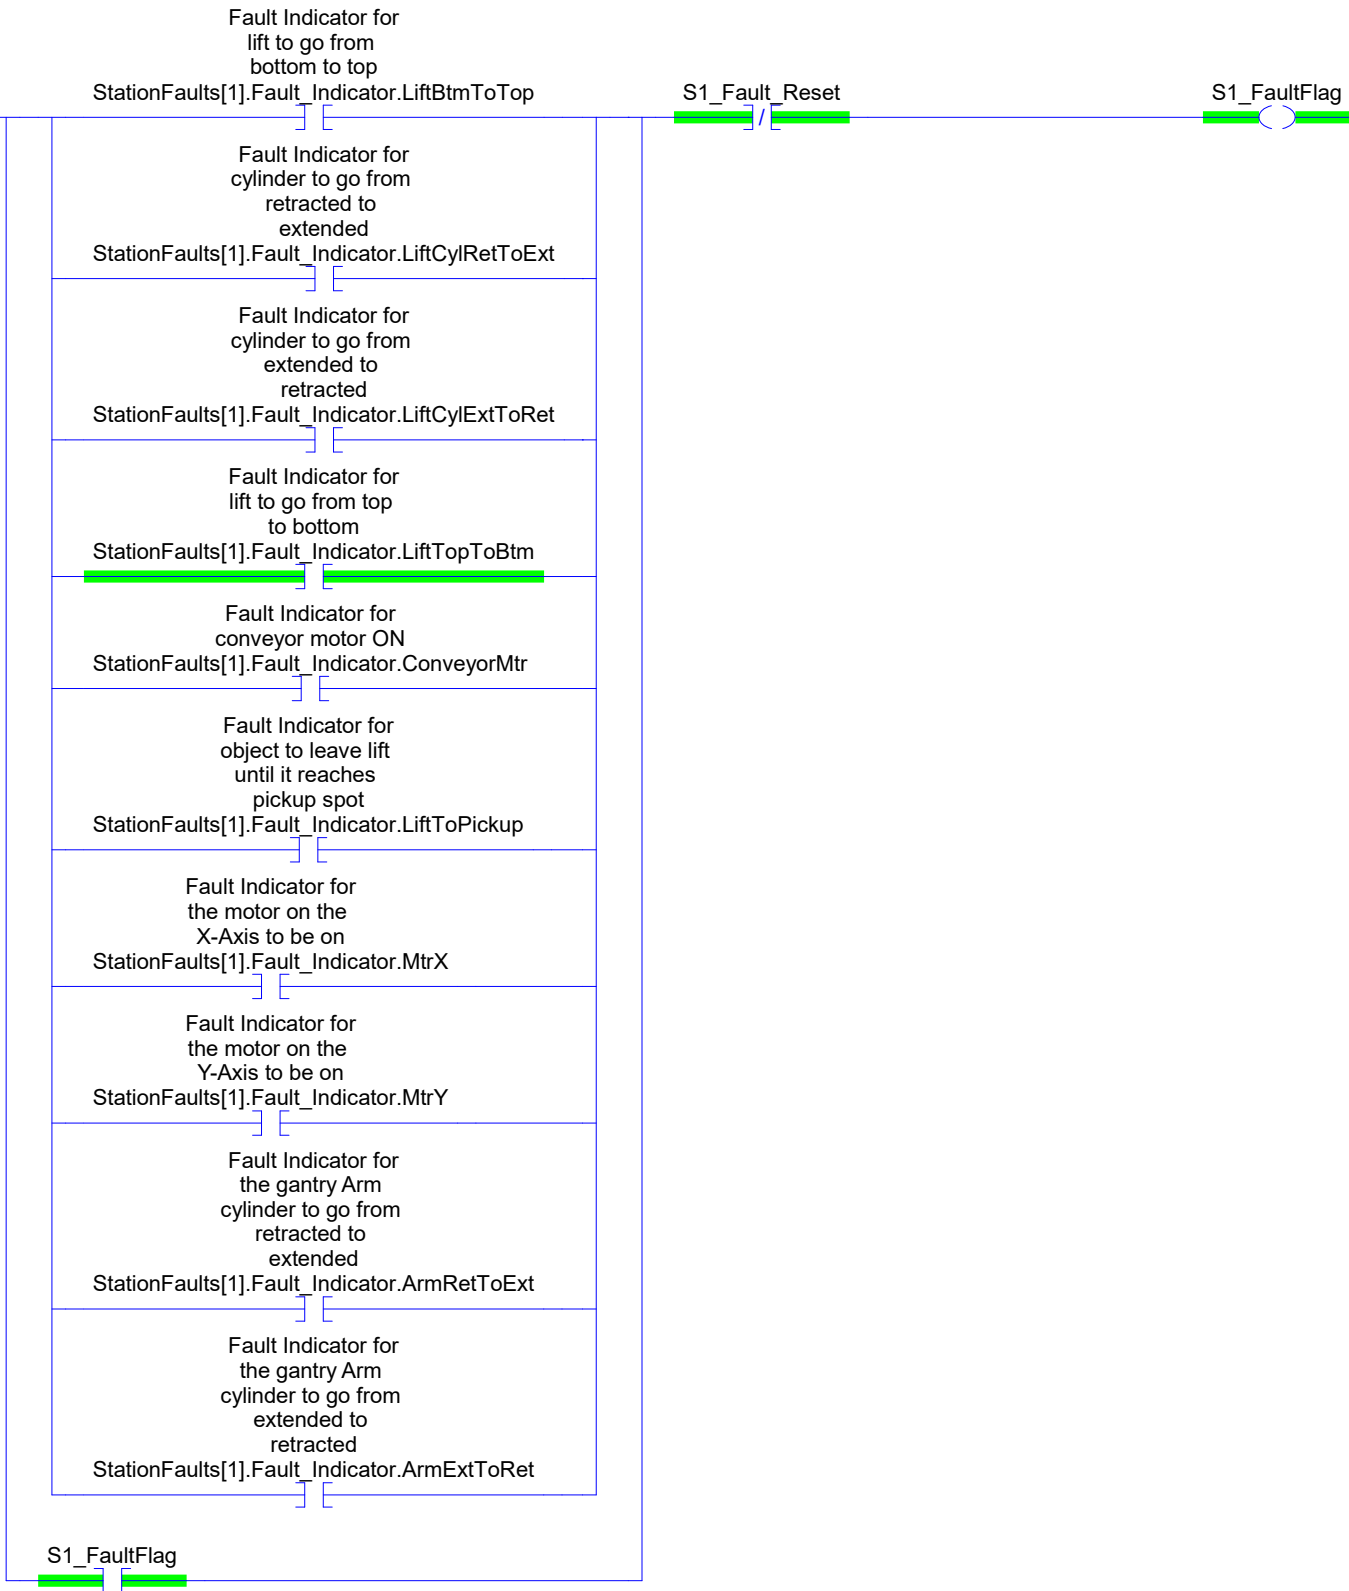 Fault Indicator for
lift to go from
bottom to top
StationFaults[1].Fault_Indicator.LiftBtmToTop
S1_Fault_Reset
S1_FaultFlag
Fault Indicator for
cylinder to go from
retracted to
extended
StationFaults[1].Fault_Indicator.LiftCylRetToExt
Fault Indicator for
cylinder to go from
extended to
retracted
StationFaults[1].Fault_Indicator.LiftCylExtToRet
Fault Indicator for
lift to go from top
to bottom
StationFaults[1].Fault_Indicator.LiftTopToBtm
Fault Indicator for
conveyor motor ON
StationFaults[1].Fault_Indicator.ConveyorMtr
Fault Indicator for
object to leave lift
until it reaches
pickup spot
StationFaults[1].Fault_Indicator.LiftToPickup
Fault Indicator for
the motor on the
X-Axis to be on
StationFaults[1].Fault_Indicator.MtrX
Fault Indicator for
the motor on the
Y-Axis to be on
StationFaults[1].Fault_Indicator.MtrY
Fault Indicator for
the gantry Arm
cylinder to go from
retracted to
extended
StationFaults[1].Fault_Indicator.ArmRetToExt
Fault Indicator for
the gantry Arm
cylinder to go from
extended to
retracted
StationFaults[1].Fault_Indicator.ArmExtToRet
S1_FaultFlag